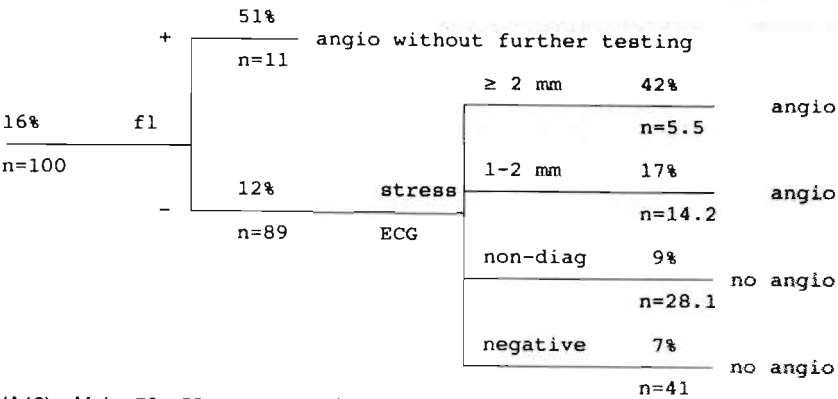 51%
+ angio without further testing
n=11
≥ 2 mm 42%
angio
16% fl
n=5.5
n=100
1-2 mm 17%
12% stress
angio
-
n=89 ECG
n=14.2
non-diag 9%
no angio
n=28.1
negative 7%
no angio
n=41